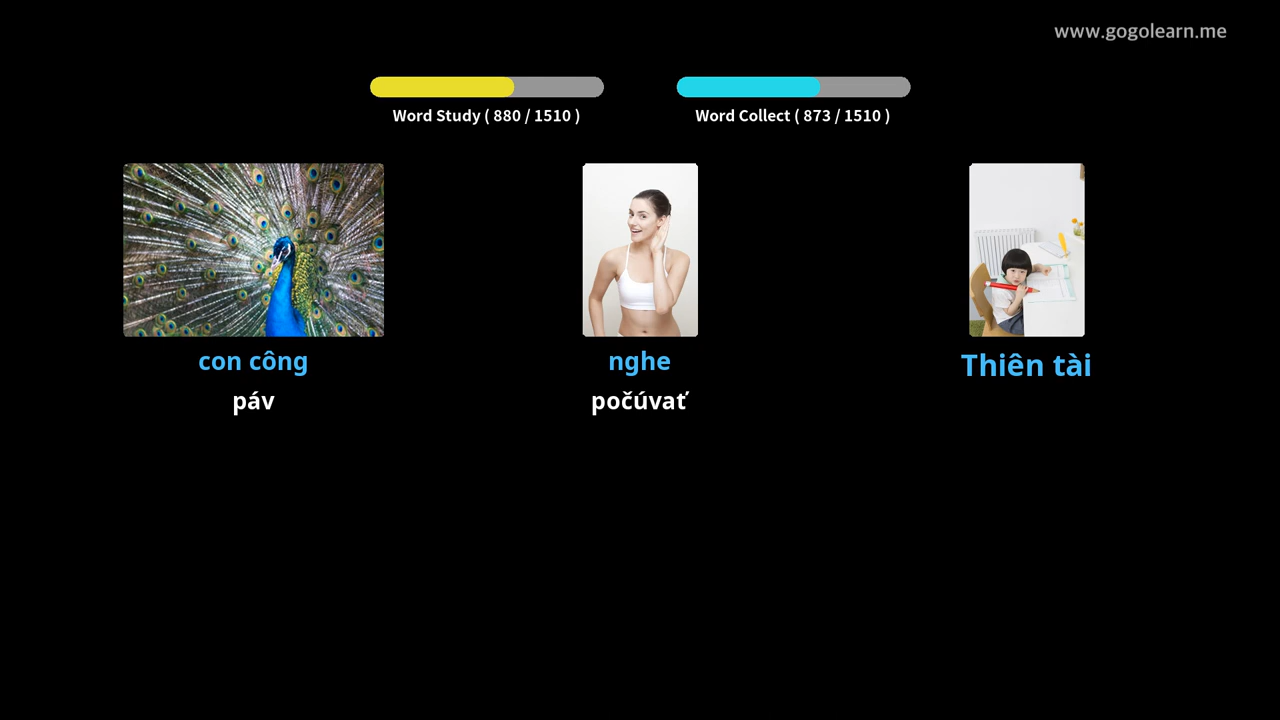 www.gogolearn.me
Word Study ( 880 / 1510 )
Word Collect ( 873 / 1510 )
con công
páv
nghe
počúvať
Thiên tài